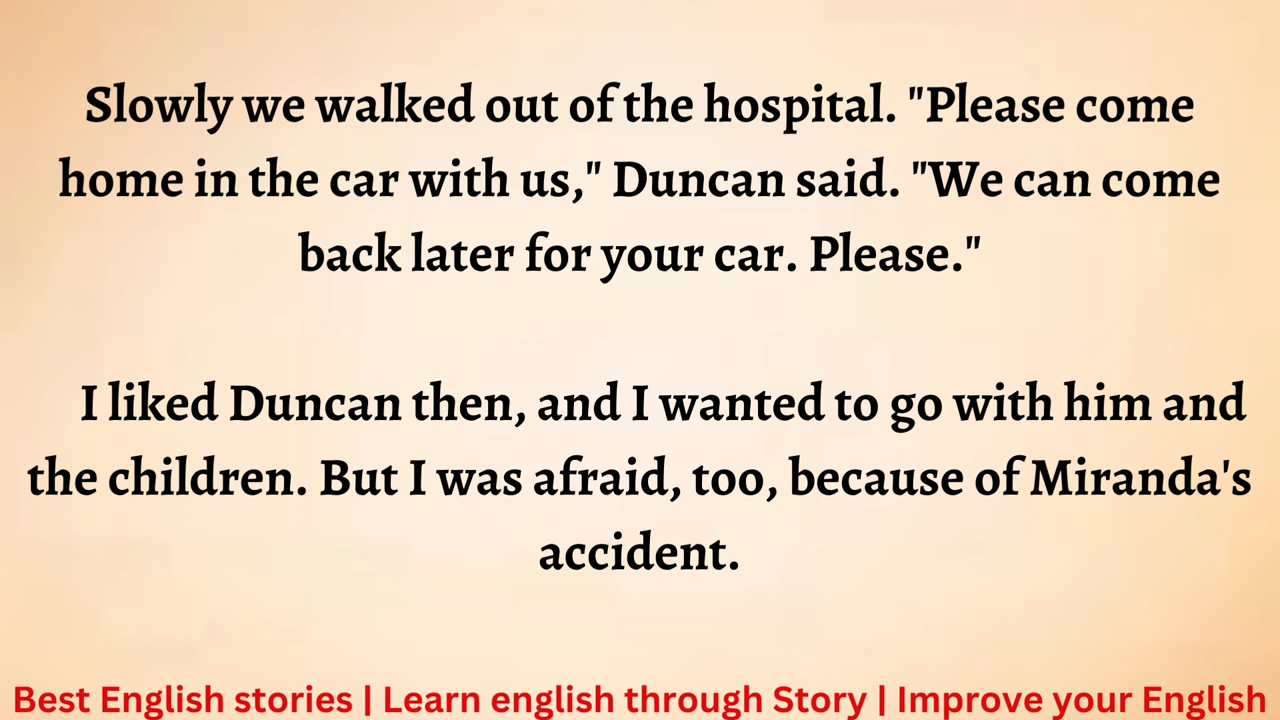 Slowly we walked out of the hospital. "Please come
home in the car with us," Duncan said. "We can come
back later for your car. Please."
I liked Duncan then, and I wanted to go with him and
the children. But I was afraid, too, because of Miranda's
accident.
Best English stories | Learn english through Story | Improve your English